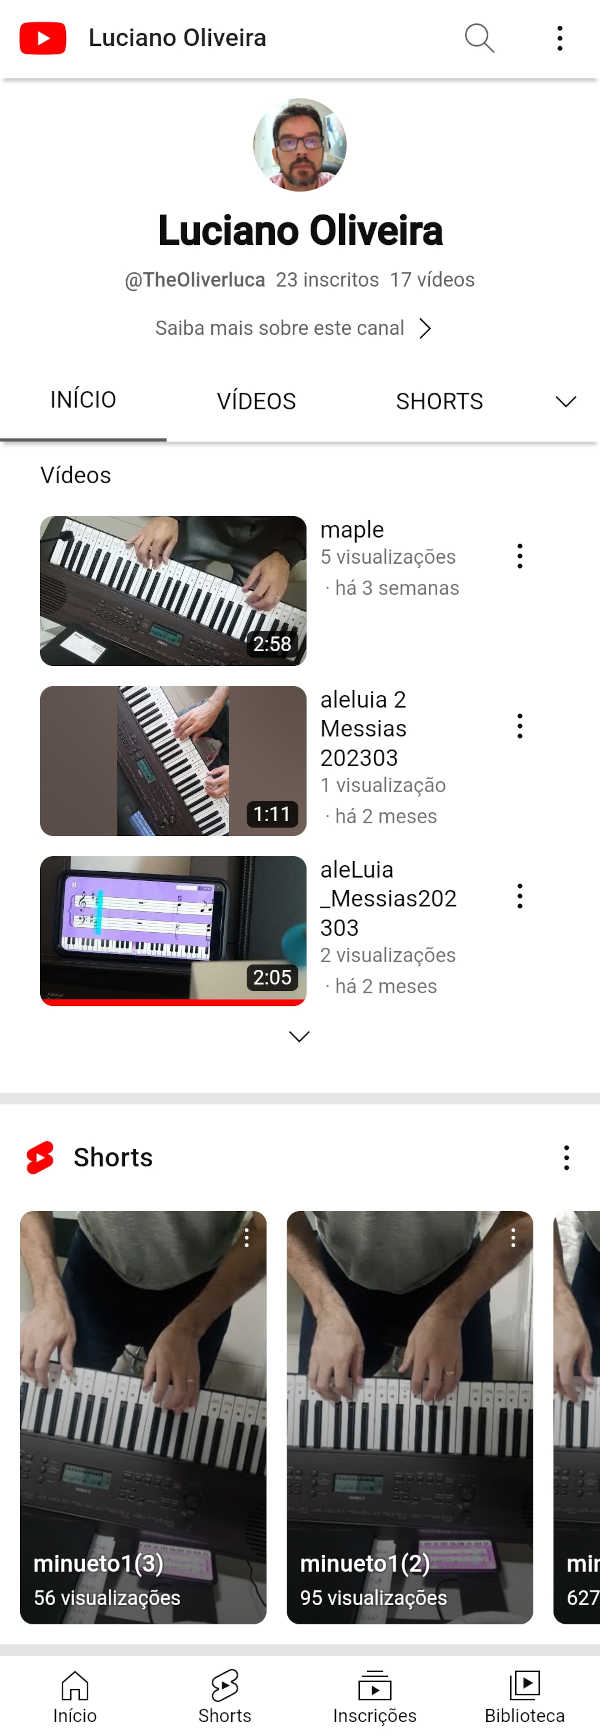 Luciano Oliveira
Luciano Oliveira
@TheOliverluca 23 inscritos 17 vídeos
Saiba mais sobre este canal
INÍCIO
VÍDEOS
SHORTS
Vídeos
maple
5 visualizações
· há 3 semanas
2:58
aleluia 2
Messias
202303
1 visualização
· há 2 meses
1:11
aleLuia
_Messias202
303
2 visualizações
· há 2 meses
2:05
Shorts
minueto1(3)
56 visualizações
minueto1(2)
95 visualizações
min
627
Início
Shorts
Inscrições
Biblioteca